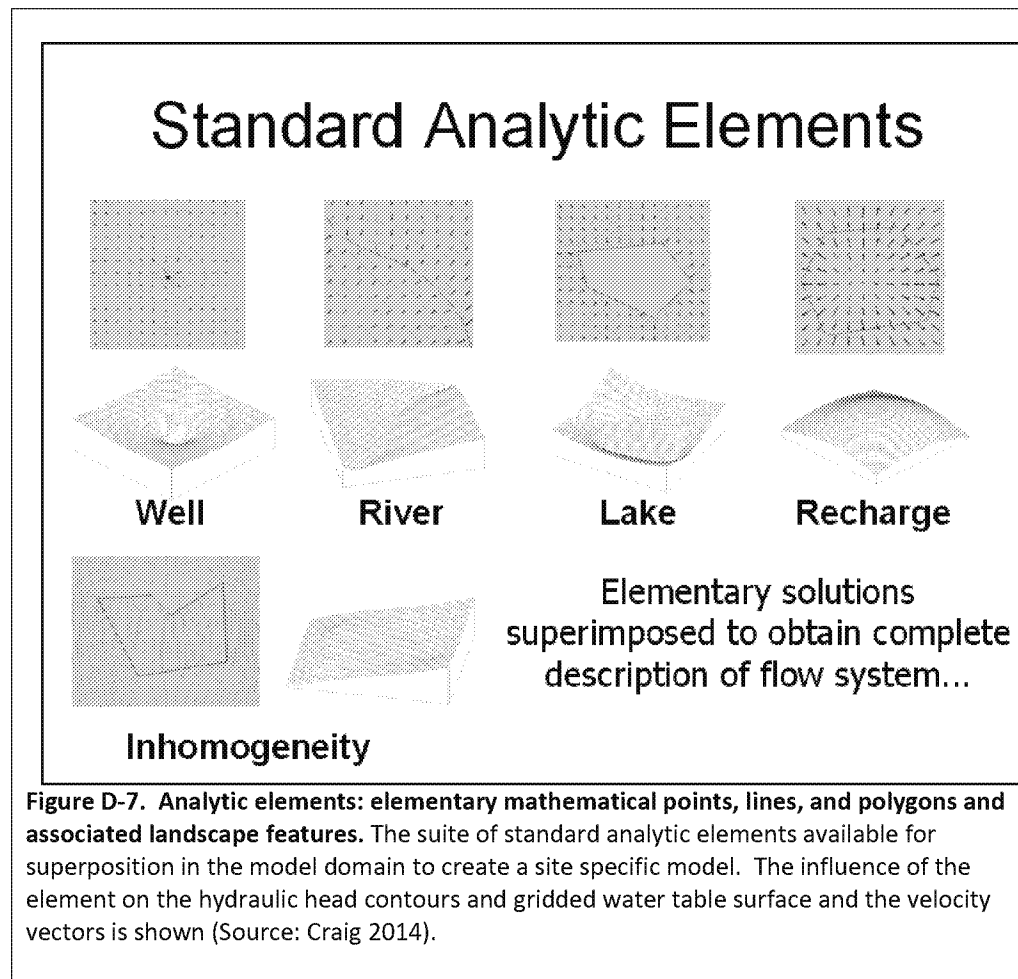 Standard Analytic Elements
Well
River
Lake
Recharge
Inhomogeneity
Elementary solutions
superimposed to obtain complete
description of flow system...
Figure D-7. Analytic elements: elementary mathematical points, lines, and polygons and
associated landscape features. The suite of standard analytic elements available for
superposition in the model domain to create a site specific model. The influence of the
element on the hydraulic head contours and gridded water table surface and the velocity
vectors is shown (Source: Craig 2014).